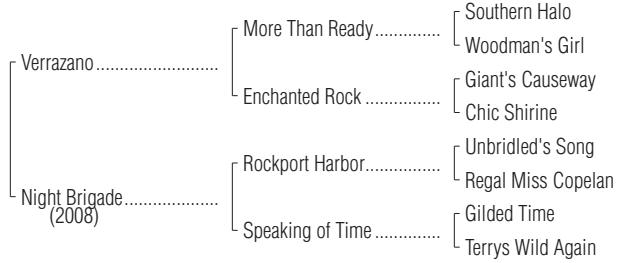 Southern Halo
More Than Ready..............
Woodman's Girl
Verrazano..........................
Giant's Causeway
Enchanted Rock ................
Chic Shirine
Unbridled's Song
Rockport Harbor................
Regal Miss Copelan
Night Brigade....................
(2008)
Gilded Time
Speaking of Time ..............
Terrys Wild Again